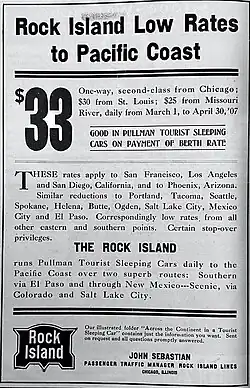 Rock Island Low Rates
to Pacific Coast
$33
One-way, second-class from Chicago;
$30 from St. Louis; $25 from Missouri
River, daily from March 1, to April 30, '07
GOOD IN PULLMAN TOURIST SLEEPING
CARS ON PAYMENT OF BERTH RATE
THESE rates apply to San Francisco, Los Angeles
and San Diego, California, and to Phoenix, Arizona.
Similar reductions to Portland, Tacoma, Seattle,
Spokane, Helena, Butte, Ogden, Salt Lake City, Mexico
City and El Paso. Correspondingly low rates from all
other eastern and southern points. Certain stop-over
privileges.
THE ROCK ISLAND
runs Pullman Tourist Sleeping Cars daily to the
Pacific Coast over two superb routes: Southern
via El Paso and through New Mexico—Scenic, via
Colorado and Salt Lake City.
Rock
Island
Our illustrated folder "Across the Continent in a Tourist
Sleeping Car" contains just the information you want. Sent
on request and all questions promptly answered.
JOHN SEBASTIAN
PASSENGER TRAFFIC MANAGER ROCK ISLAND LINES
CHICAGO, ILLINOIS